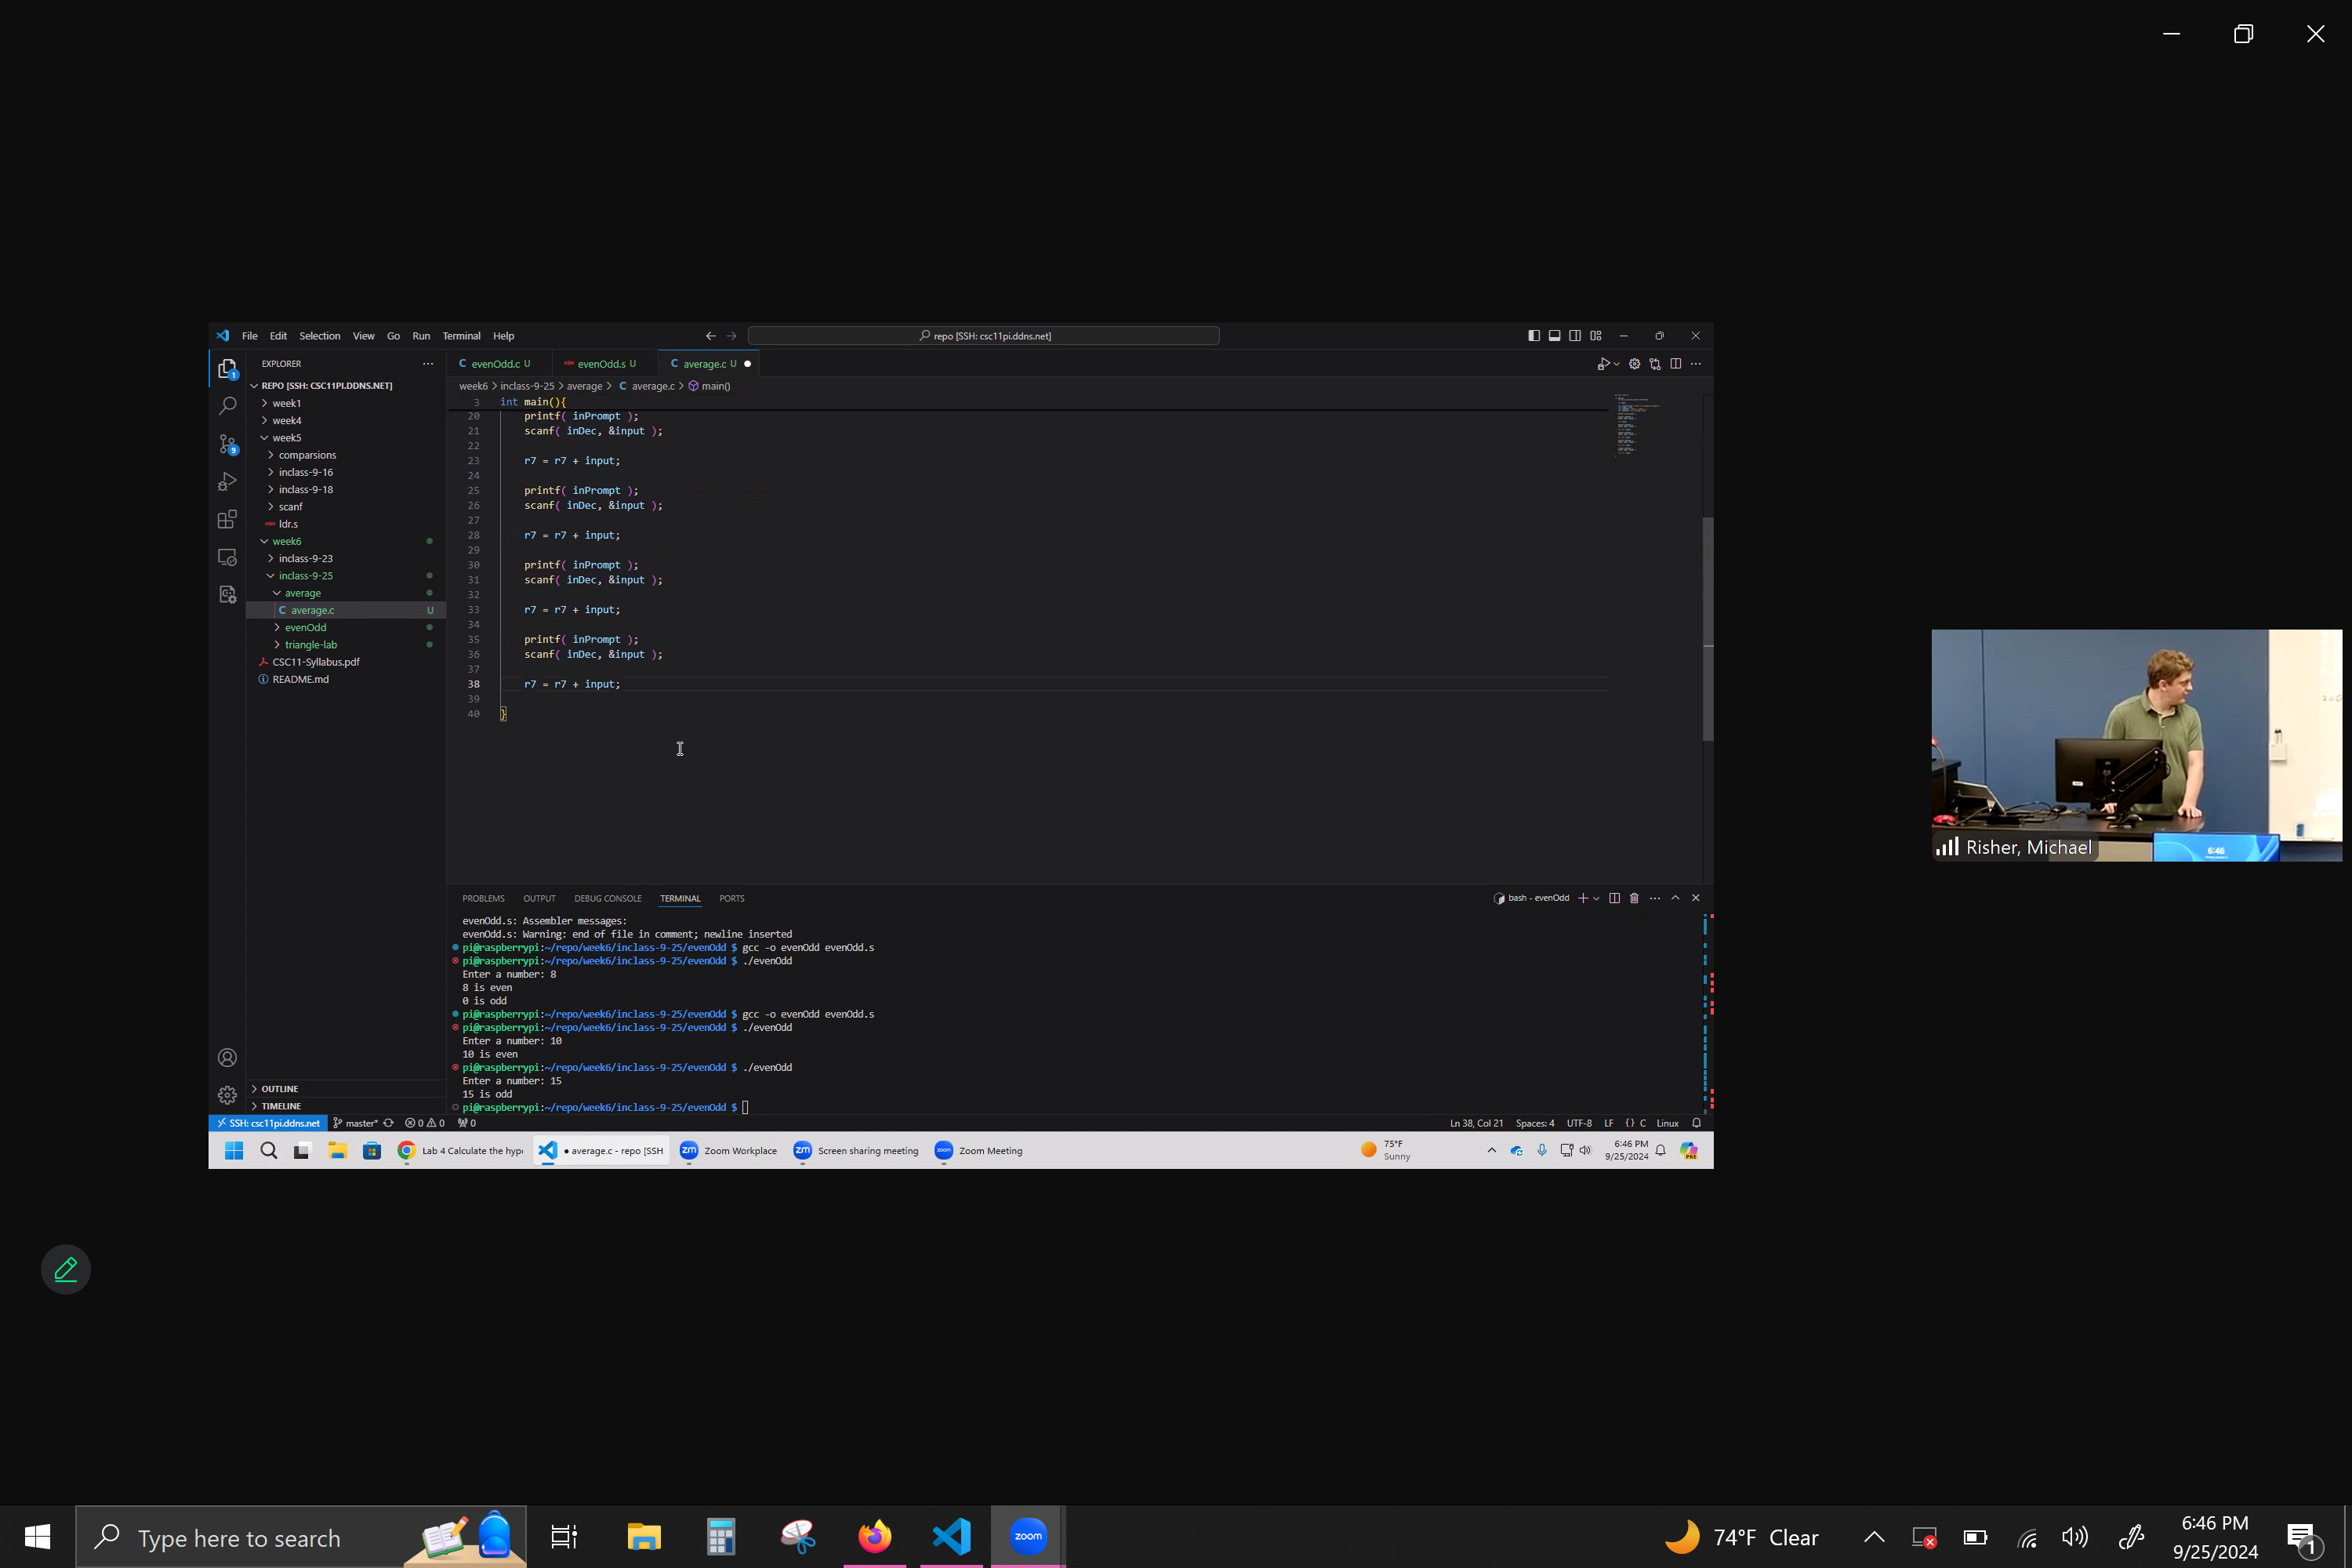 File Edit Selection View Go Run Terminal Help
repo [SSH: csc11pi.ddns.net]
EXPLORER
REPO [SSH: CSC11PI.DDNS.NET]
week1
week4
week5
comparsions
inclass-9-16
inclass-9-18
scanf
ASM ldr.s
week6
inclass-9-23
inclass-9-25
average
C average.c U
evenOdd
triangle-lab
CSC11-Syllabus.pdf
README.md
OUTLINE
TIMELINE
1
9
C evenOdd.c U
ASM evenOdd.s U
C average.c U
week6 > inclass-9-25 > average > C average.c > main()
3 int main(){
20 printf( inPrompt );
21 scanf( inDec, &input );
22
23 r7 = r7 + input;
24
25 printf( inPrompt );
26 scanf( inDec, &input );
27
28 r7 = r7 + input;
29
30 printf( inPrompt );
31 scanf( inDec, &input );
32
33 r7 = r7 + input;
34
35 printf( inPrompt );
36 scanf( inDec, &input );
37
38 r7 = r7 + input;
39
40 }
PROBLEMS OUTPUT DEBUG CONSOLE TERMINAL PORTS
bash - evenOdd
evenOdd.s: Assembler messages:
evenOdd.s: Warning: end of file in comment; newline inserted
pi@raspberrypi:~/repo/week6/inclass-9-25/evenOdd $ gcc -o evenOdd evenOdd.s
pi@raspberrypi:~/repo/week6/inclass-9-25/evenOdd $ ./evenOdd
Enter a number: 8
8 is even
0 is odd
pi@raspberrypi:~/repo/week6/inclass-9-25/evenOdd $ gcc -o evenOdd evenOdd.s
pi@raspberrypi:~/repo/week6/inclass-9-25/evenOdd $ ./evenOdd
Enter a number: 10
10 is even
pi@raspberrypi:~/repo/week6/inclass-9-25/evenOdd $ ./evenOdd
Enter a number: 15
15 is odd
pi@raspberrypi:~/repo/week6/inclass-9-25/evenOdd $
SSH: csc11pi.ddns.net master* 0 0 0
Ln 38, Col 21 Spaces: 4 UTF-8 LF {} C Linux
Lab 4 Calculate the hyp
● average.c - repo [SSH
zm Zoom Workplace
zm Screen sharing meeting
zoom Zoom Meeting
75°F
Sunny
6:46 PM
9/25/2024
PRE
6:46
Risher, Michael
Type here to search
zoom
74°F Clear
6:46 PM
9/25/2024
1